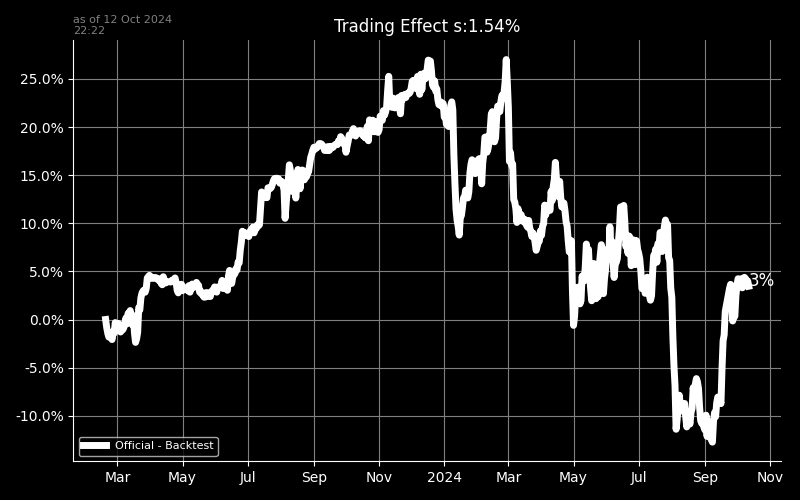 as of 12 Oct 2024
22:22
Trading Effect s:1.54%
25.0%
20.0%
15.0%
10.0%
5.0%
0.0%
-5.0%
-10.0%
3%
Official - Backtest
Mar May Jul Sep Nov 2024 Mar May Jul Sep Nov